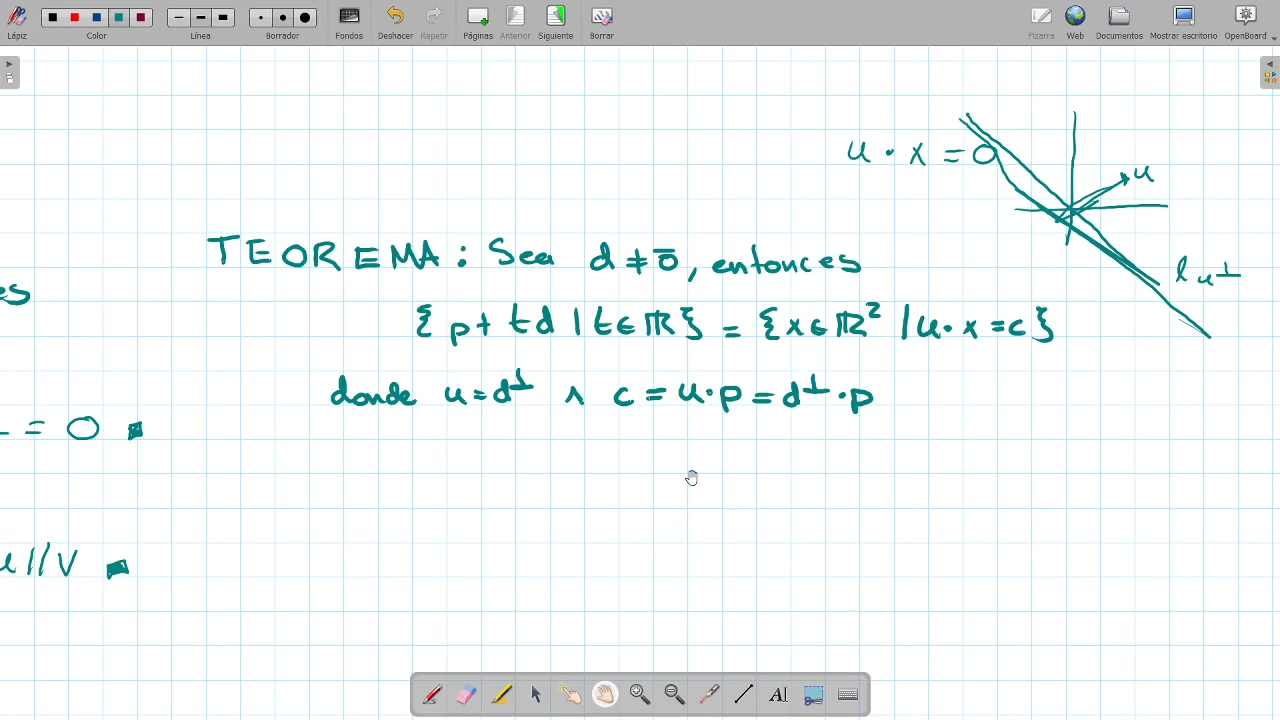 Lápiz Color Línea Borrador Fondos Deshacer Repetir Páginas Anterior Siguiente Borrar Pizarra Web Documentos Mostrar escritorio OpenBoard
u · x = 0
u
TEOREMA: Sea d ≠ 0̄, entonces
l u⊥
es
{p + td | t ∈ ℝ} = {x ∈ ℝ² | u · x = c}
donde u = d⊥ ∧ c = u · p = d⊥ · p
= 0 ■
u // v ■
AI